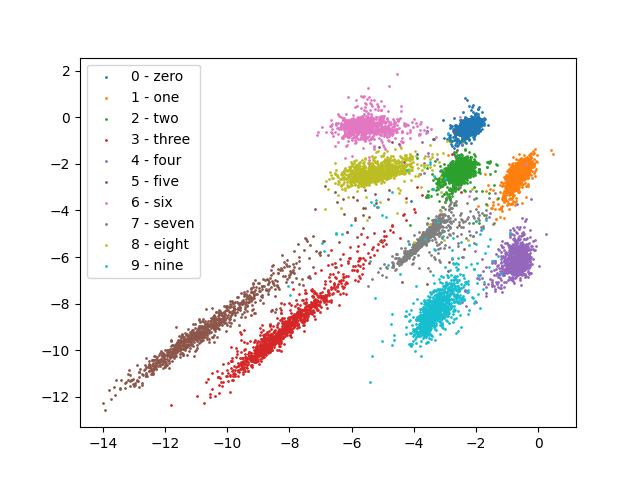 2
0
−2
−4
−6
−8
−10
−12
0 - zero
1 - one
2 - two
3 - three
4 - four
5 - five
6 - six
7 - seven
8 - eight
9 - nine
−14 −12 −10 −8 −6 −4 −2 0